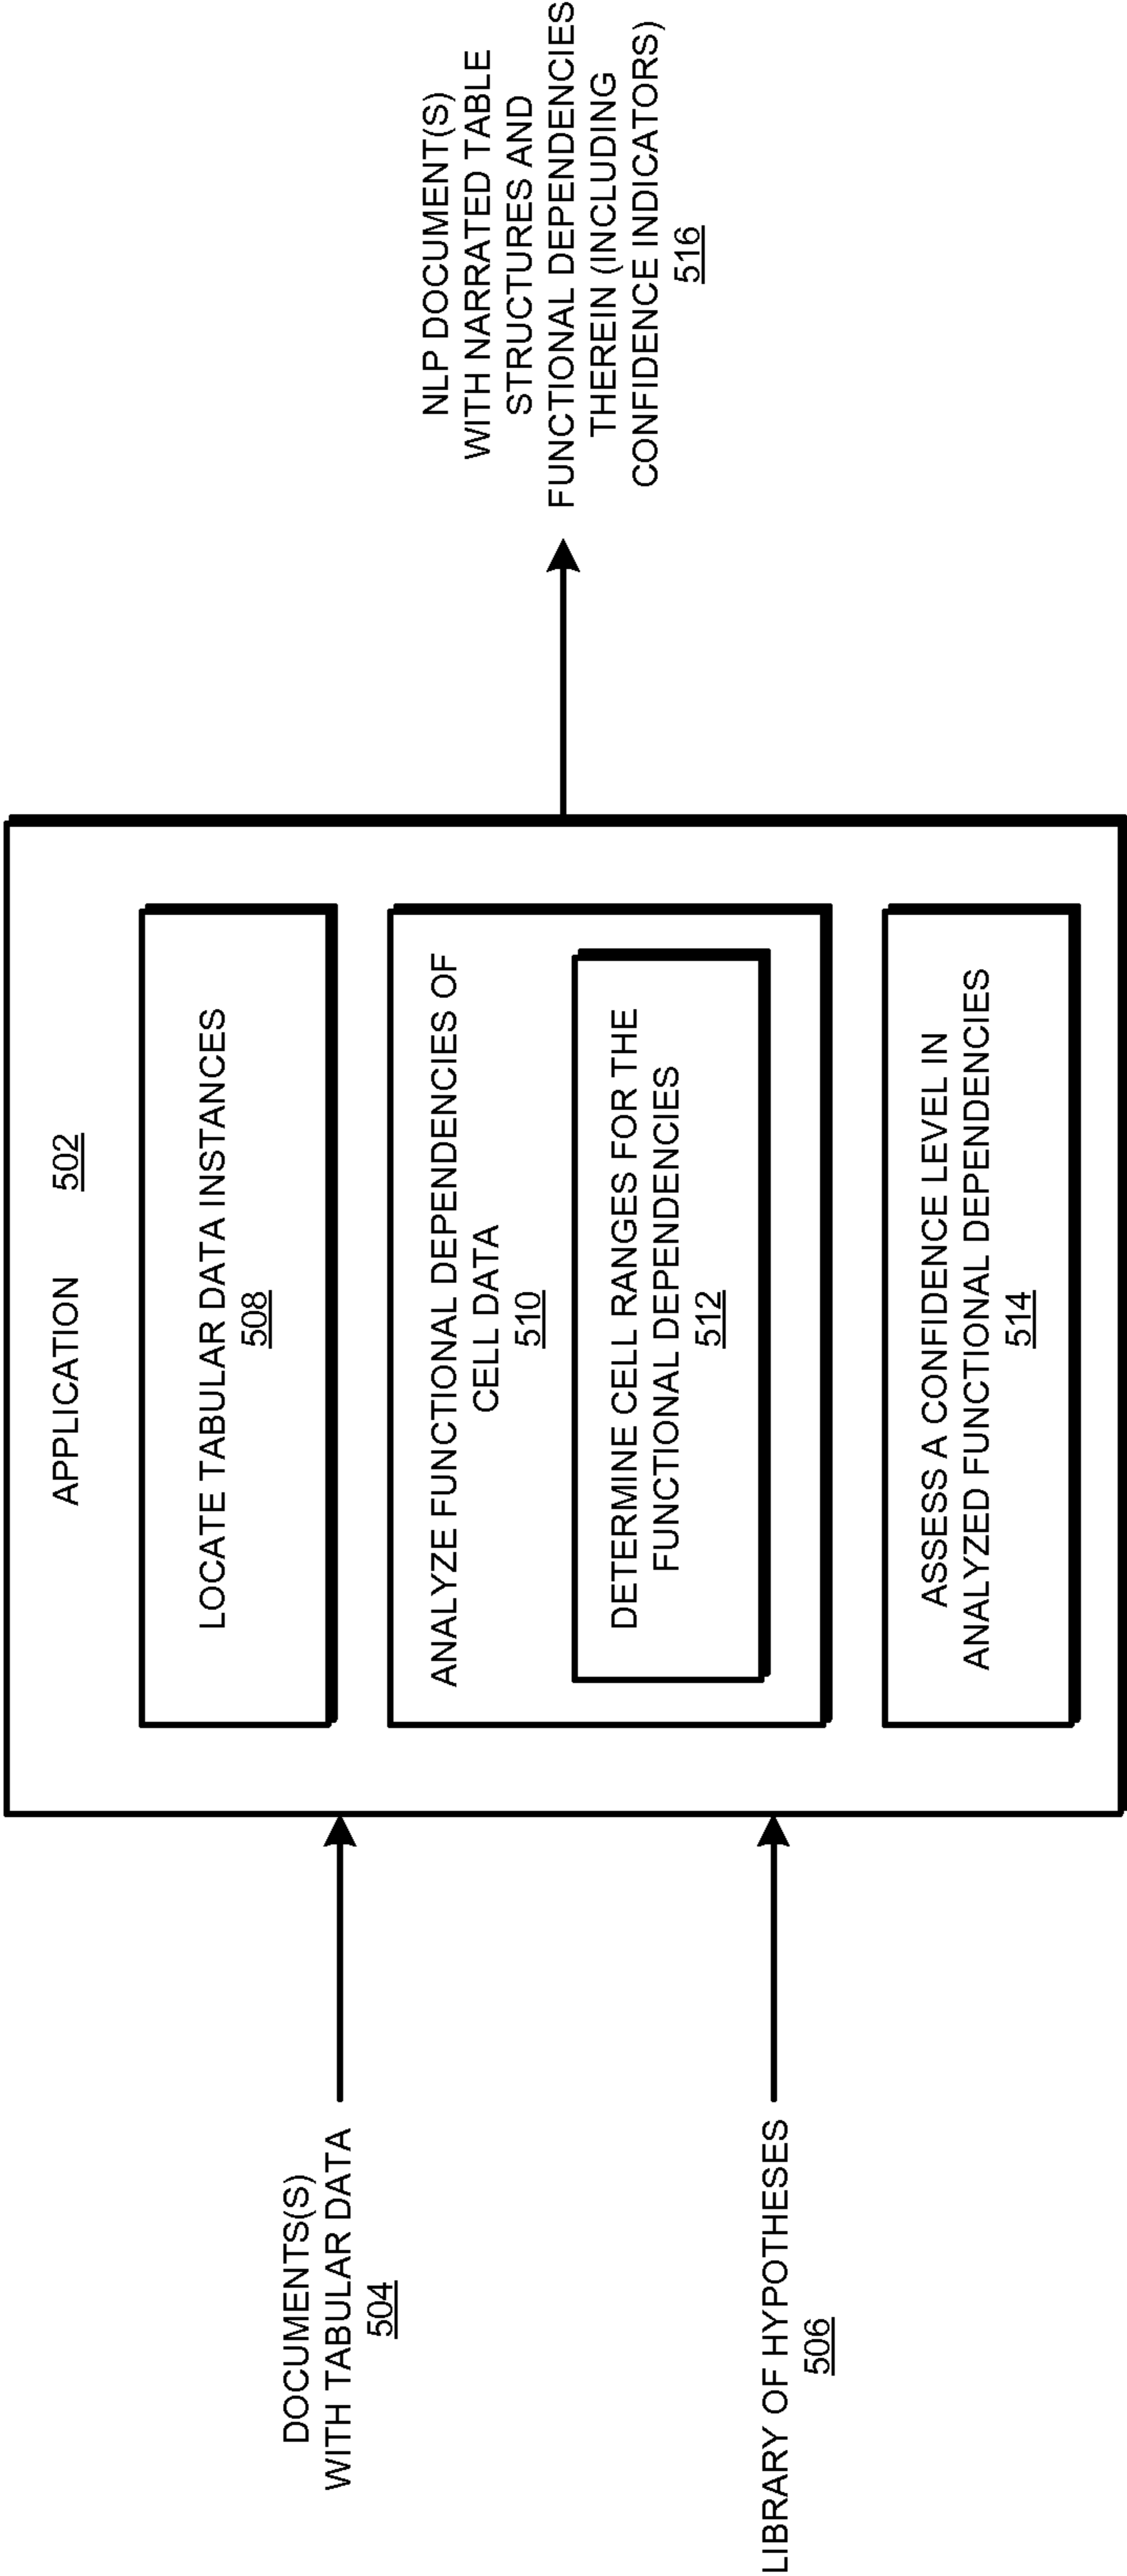 DOCUMENTS(S)
WITH TABULAR DATA
504
LIBRARY OF HYPOTHESES
506
APPLICATION 502
LOCATE TABULAR DATA INSTANCES
508
ANALYZE FUNCTIONAL DEPENDENCIES OF
CELL DATA
510
DETERMINE CELL RANGES FOR THE
FUNCTIONAL DEPENDENCIES
512
ASSESS A CONFIDENCE LEVEL IN
ANALYZED FUNCTIONAL DEPENDENCIES
514
NLP DOCUMENT(S)
WITH NARRATED TABLE
STRUCTURES AND
FUNCTIONAL DEPENDENCIES
THEREIN (INCLUDING
CONFIDENCE INDICATORS)
516